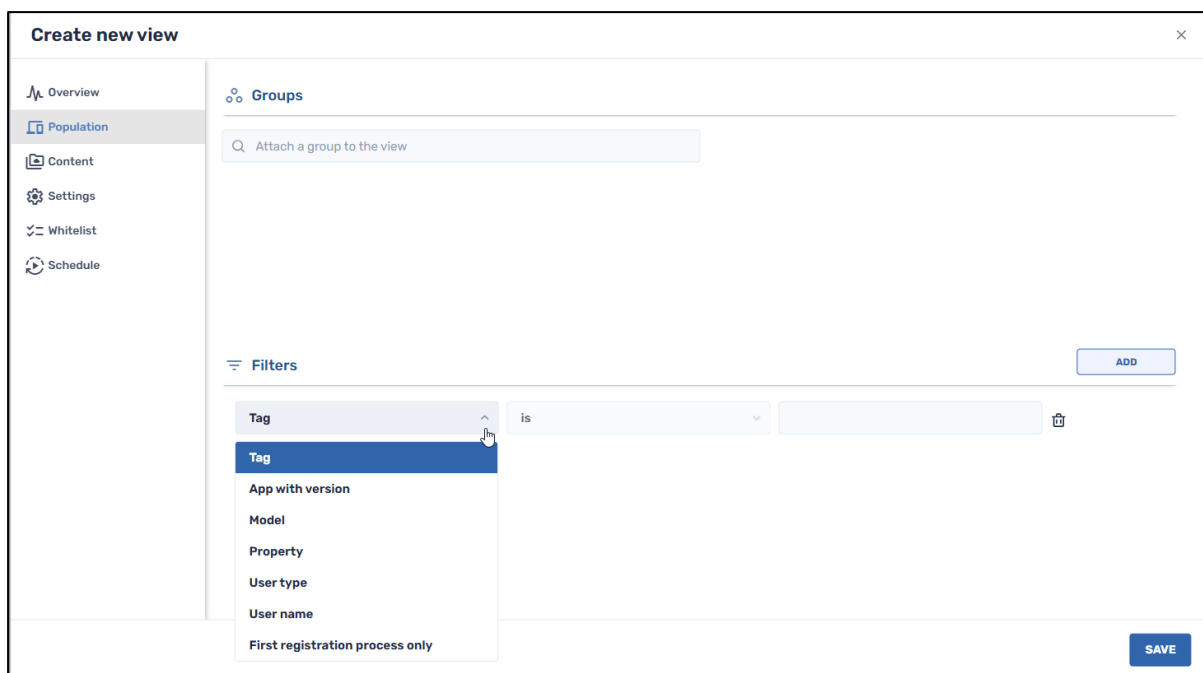 Create new view
Overview
Population
Content
Settings
Whitelist
Schedule
Groups
Attach a group to the view
Filters
ADD
Tag
is
Tag
App with version
Model
Property
User type
User name
First registration process only
SAVE